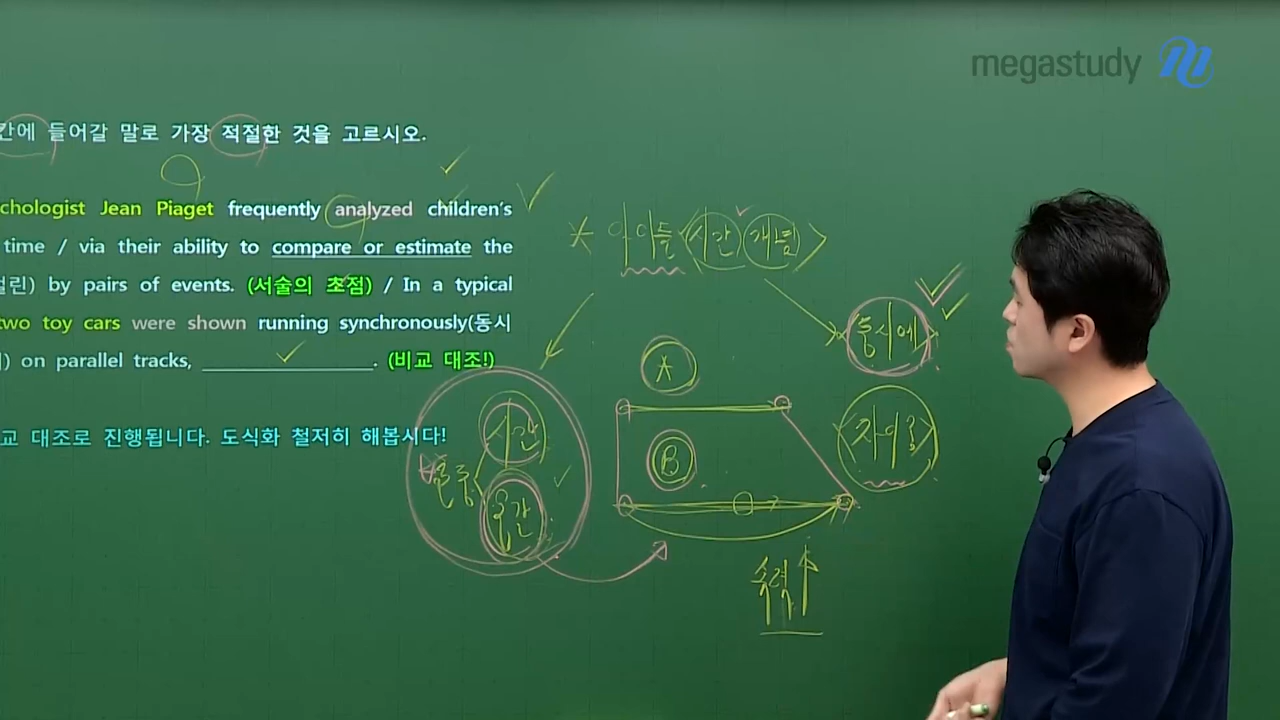 megastudy
간에 들어갈 말로 가장 적절한 것을 고르시오.
chologist Jean Piaget frequently analyzed children's
time / via their ability to compare or estimate the
by pairs of events. (서술의 초점) / In a typical
two toy cars were shown running synchronously(동시
) on parallel tracks, ____________. (비교 대조!)
교 대조로 진행됩니다. 도식화 철저히 해봅시다!
아이들 시간 개념
동시에
A
시간
차이
B
공간
속력↑